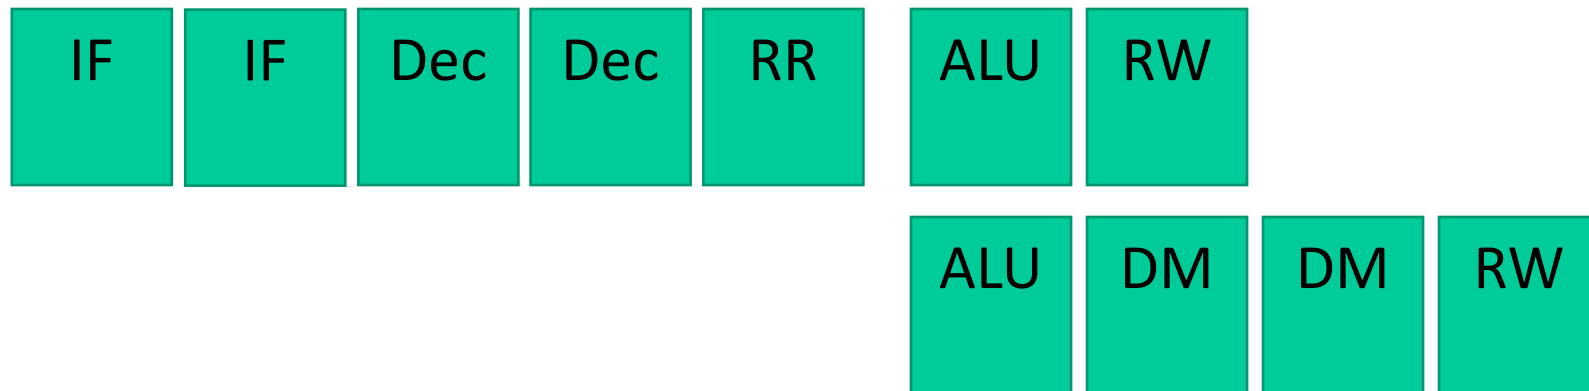 IF IF Dec Dec RR ALU RW
ALU DM DM RW